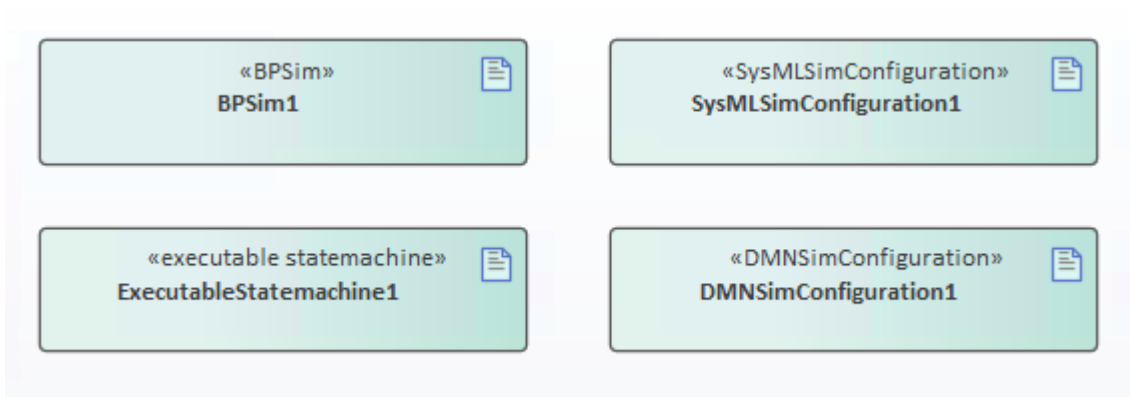 «BPSim»
BPSim1
«SysMLSimConfiguration»
SysMLSimConfiguration1
«executable statemachine»
ExecutableStatemachine1
«DMNSimConfiguration»
DMNSimConfiguration1